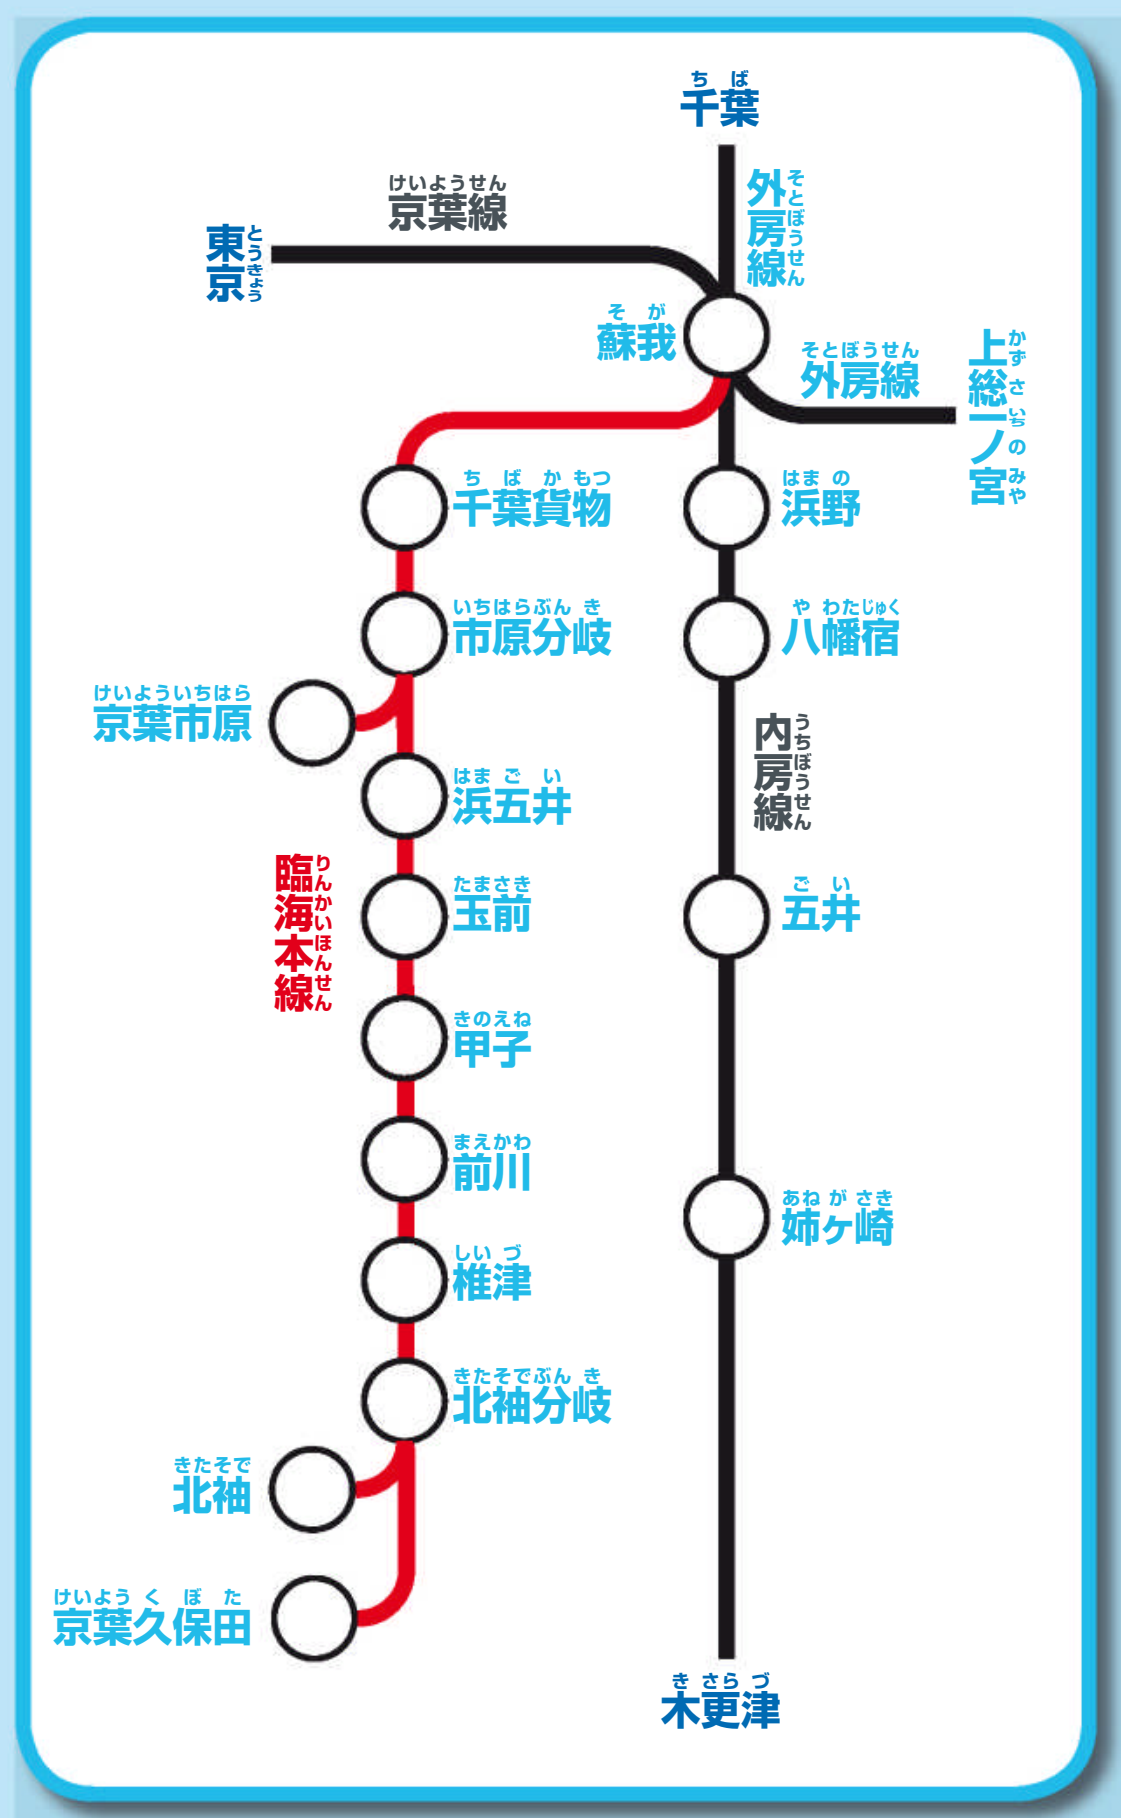 ちば
千葉
けいようせん
京葉線
外房線
そとぼうせん
東京
とうきょう
そが
蘇我
そとぼうせん
外房線
上総一ノ宮
かずさいちのみや
ちばかもつ
千葉貨物
はまの
浜野
いちはらぶんき
市原分岐
やわたじゅく
八幡宿
けいよういちはら
京葉市原
内房線
うちぼうせん
はまごい
浜五井
臨海本線
りんかいほんせん
たまさき
玉前
ごい
五井
きのえね
甲子
まえかわ
前川
あねがさき
姉ヶ崎
しいづ
椎津
きたそでぶんき
北袖分岐
きたそで
北袖
けいようくぼた
京葉久保田
きさらづ
木更津